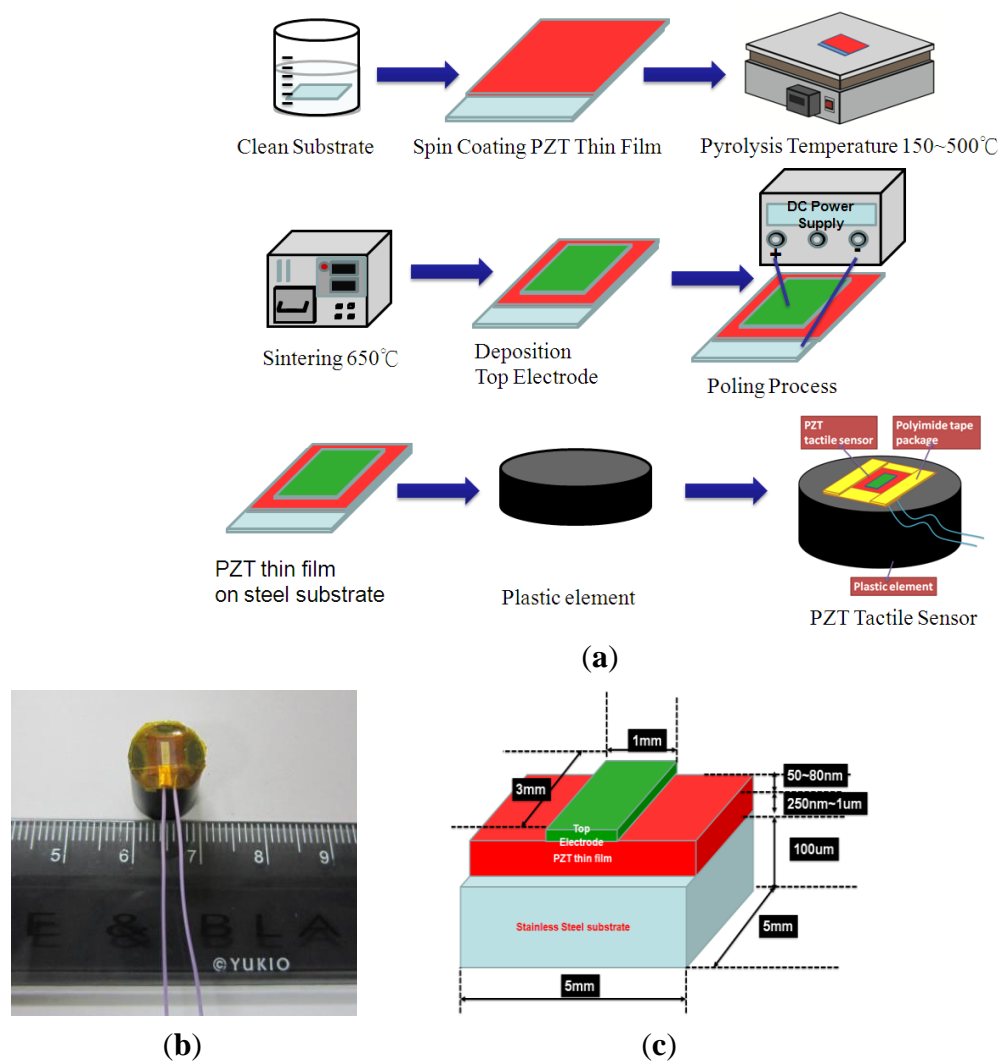 Clean Substrate
Spin Coating PZT Thin Film
Pyrolysis Temperature 150~500℃
DC Power
Supply
+
-
Sintering 650℃
Deposition
Top Electrode
Poling Process
PZT
tactile sensor
Polyimide tape
package
PZT thin film
on steel substrate
Plastic element
Plastic element
PZT Tactile Sensor
(a)
5 6 7 8 9
E & BLA
©YUKIO
(b)
1mm
3mm
50~80nm
250nm~1um
Top
Electrode
PZT thin film
100um
Stainless Steel substrate
5mm
5mm
(c)